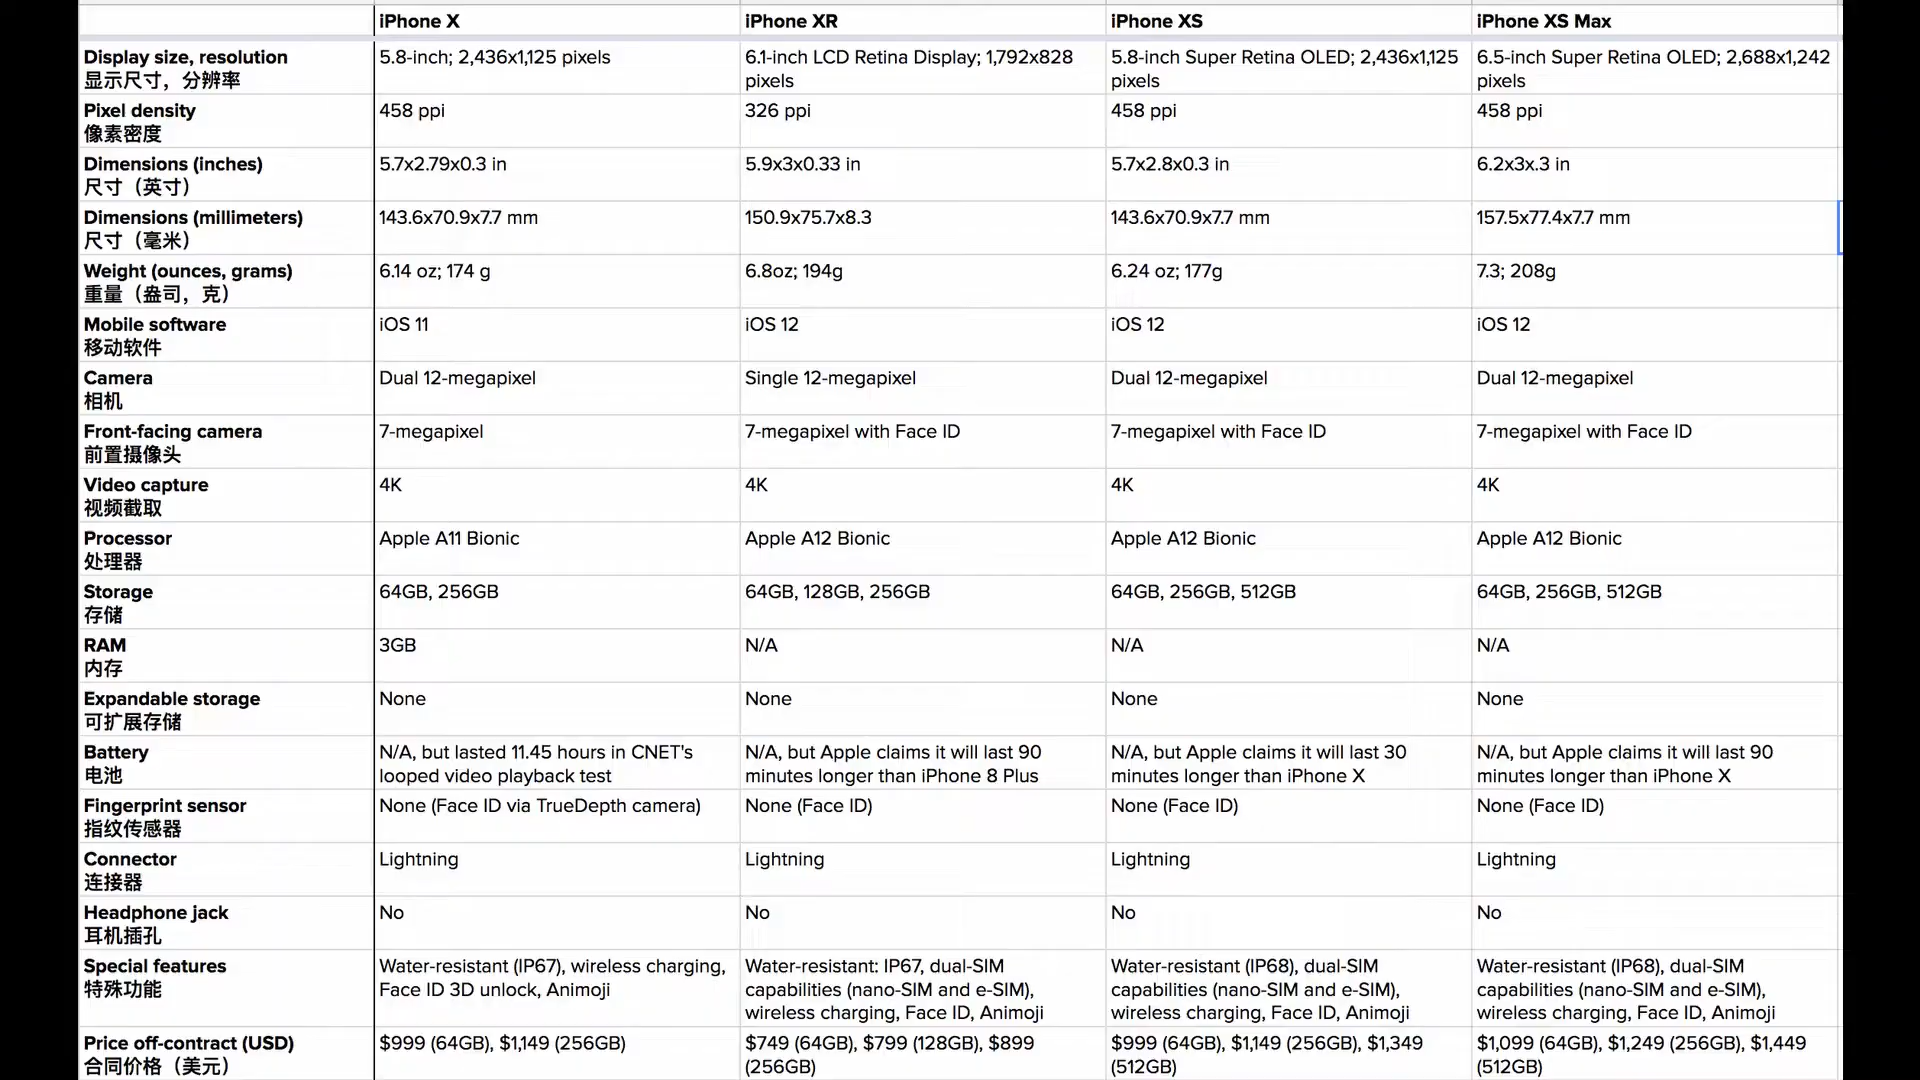 iPhone X iPhone XR iPhone XS iPhone XS Max
Display size, resolution
显示尺寸，分辨率
5.8-inch; 2,436x1,125 pixels
6.1-inch LCD Retina Display; 1,792x828
pixels
5.8-inch Super Retina OLED; 2,436x1,125
pixels
6.5-inch Super Retina OLED; 2,688x1,242
pixels
Pixel density
像素密度
458 ppi
326 ppi
458 ppi
458 ppi
Dimensions (inches)
尺寸（英寸）
5.7x2.79x0.3 in
5.9x3x0.33 in
5.7x2.8x0.3 in
6.2x3x.3 in
Dimensions (millimeters)
尺寸（毫米）
143.6x70.9x7.7 mm
150.9x75.7x8.3
143.6x70.9x7.7 mm
157.5x77.4x7.7 mm
Weight (ounces, grams)
重量（盎司，克）
6.14 oz; 174 g
6.8oz; 194g
6.24 oz; 177g
7.3; 208g
Mobile software
移动软件
iOS 11
iOS 12
iOS 12
iOS 12
Camera
相机
Dual 12-megapixel
Single 12-megapixel
Dual 12-megapixel
Dual 12-megapixel
Front-facing camera
前置摄像头
7-megapixel
7-megapixel with Face ID
7-megapixel with Face ID
7-megapixel with Face ID
Video capture
视频截取
4K
4K
4K
4K
Processor
处理器
Apple A11 Bionic
Apple A12 Bionic
Apple A12 Bionic
Apple A12 Bionic
Storage
存储
64GB, 256GB
64GB, 128GB, 256GB
64GB, 256GB, 512GB
64GB, 256GB, 512GB
RAM
内存
3GB
N/A
N/A
N/A
Expandable storage
可扩展存储
None
None
None
None
Battery
电池
N/A, but lasted 11.45 hours in CNET's
looped video playback test
N/A, but Apple claims it will last 90
minutes longer than iPhone 8 Plus
N/A, but Apple claims it will last 30
minutes longer than iPhone X
N/A, but Apple claims it will last 90
minutes longer than iPhone X
Fingerprint sensor
指纹传感器
None (Face ID via TrueDepth camera)
None (Face ID)
None (Face ID)
None (Face ID)
Connector
连接器
Lightning
Lightning
Lightning
Lightning
Headphone jack
耳机插孔
No
No
No
No
Special features
特殊功能
Water-resistant (IP67), wireless charging,
Face ID 3D unlock, Animoji
Water-resistant: IP67, dual-SIM
capabilities (nano-SIM and e-SIM),
wireless charging, Face ID, Animoji
Water-resistant (IP68), dual-SIM
capabilities (nano-SIM and e-SIM),
wireless charging, Face ID, Animoji
Water-resistant (IP68), dual-SIM
capabilities (nano-SIM and e-SIM),
wireless charging, Face ID, Animoji
Price off-contract (USD)
合同价格（美元）
$999 (64GB), $1,149 (256GB)
$749 (64GB), $799 (128GB), $899
(256GB)
$999 (64GB), $1,149 (256GB), $1,349
(512GB)
$1,099 (64GB), $1,249 (256GB), $1,449
(512GB)